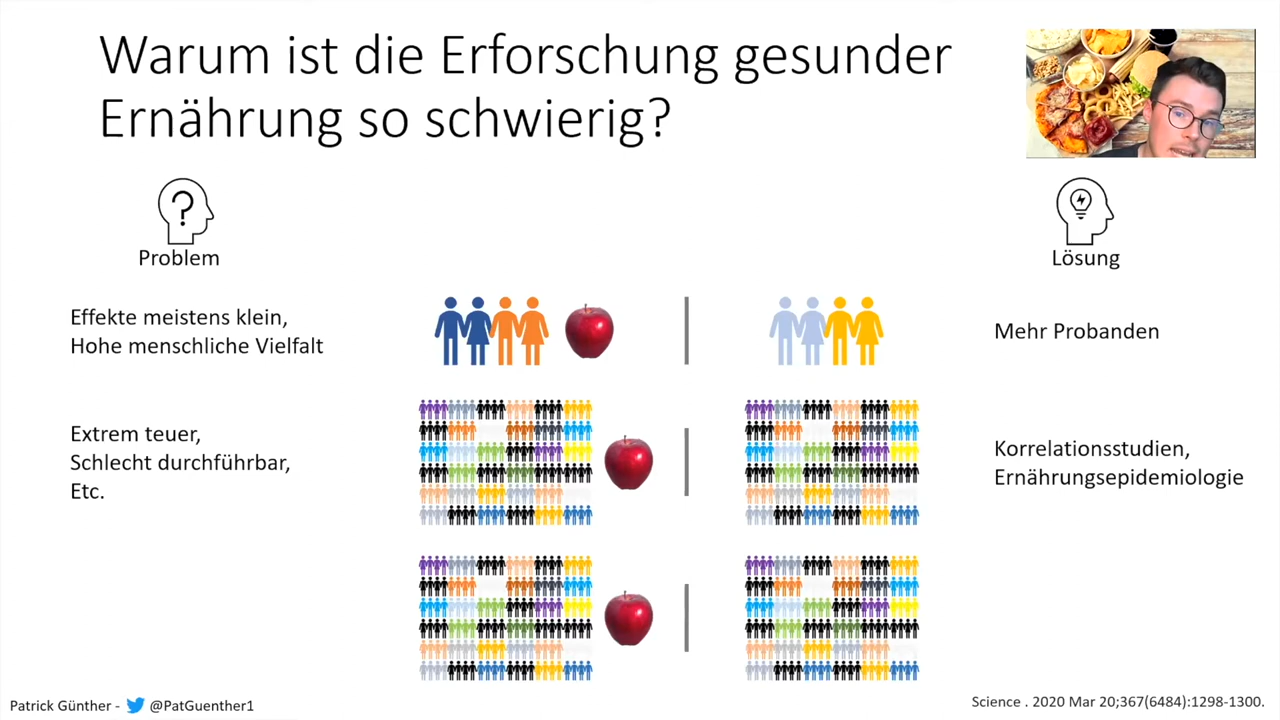 Warum ist die Erforschung gesunder
Ernährung so schwierig?
Problem
Lösung
Effekte meistens klein,
Hohe menschliche Vielfalt
Mehr Probanden
Extrem teuer,
Schlecht durchführbar,
Etc.
Korrelationsstudien,
Ernährungsepidemiologie
Patrick Günther - @PatGuenther1
Science . 2020 Mar 20;367(6484):1298-1300.